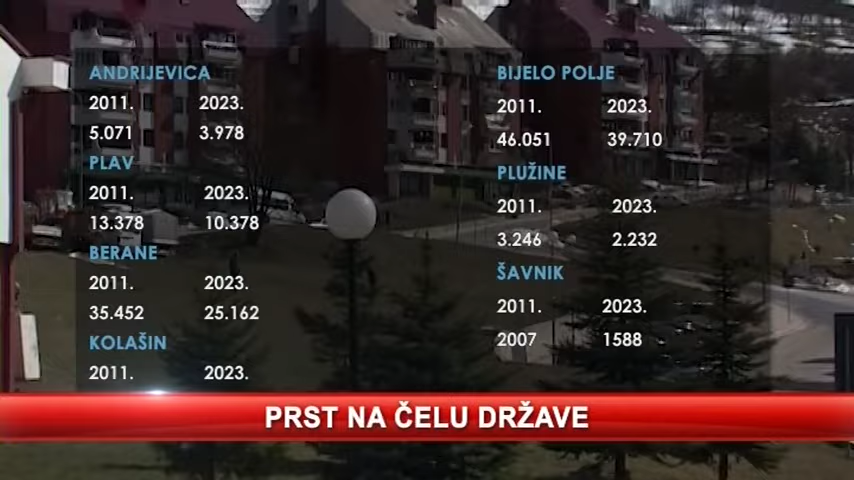 ANDRIJEVICA
2011. 2023.
5.071 3.978
PLAV
2011. 2023.
13.378 10.378
BERANE
2011. 2023.
35.452 25.162
KOLAŠIN
2011. 2023.
BIJELO POLJE
2011. 2023.
46.051 39.710
PLUŽINE
2011. 2023.
3.246 2.232
ŠAVNIK
2011. 2023.
2007 1588
PRST NA ČELU DRŽAVE